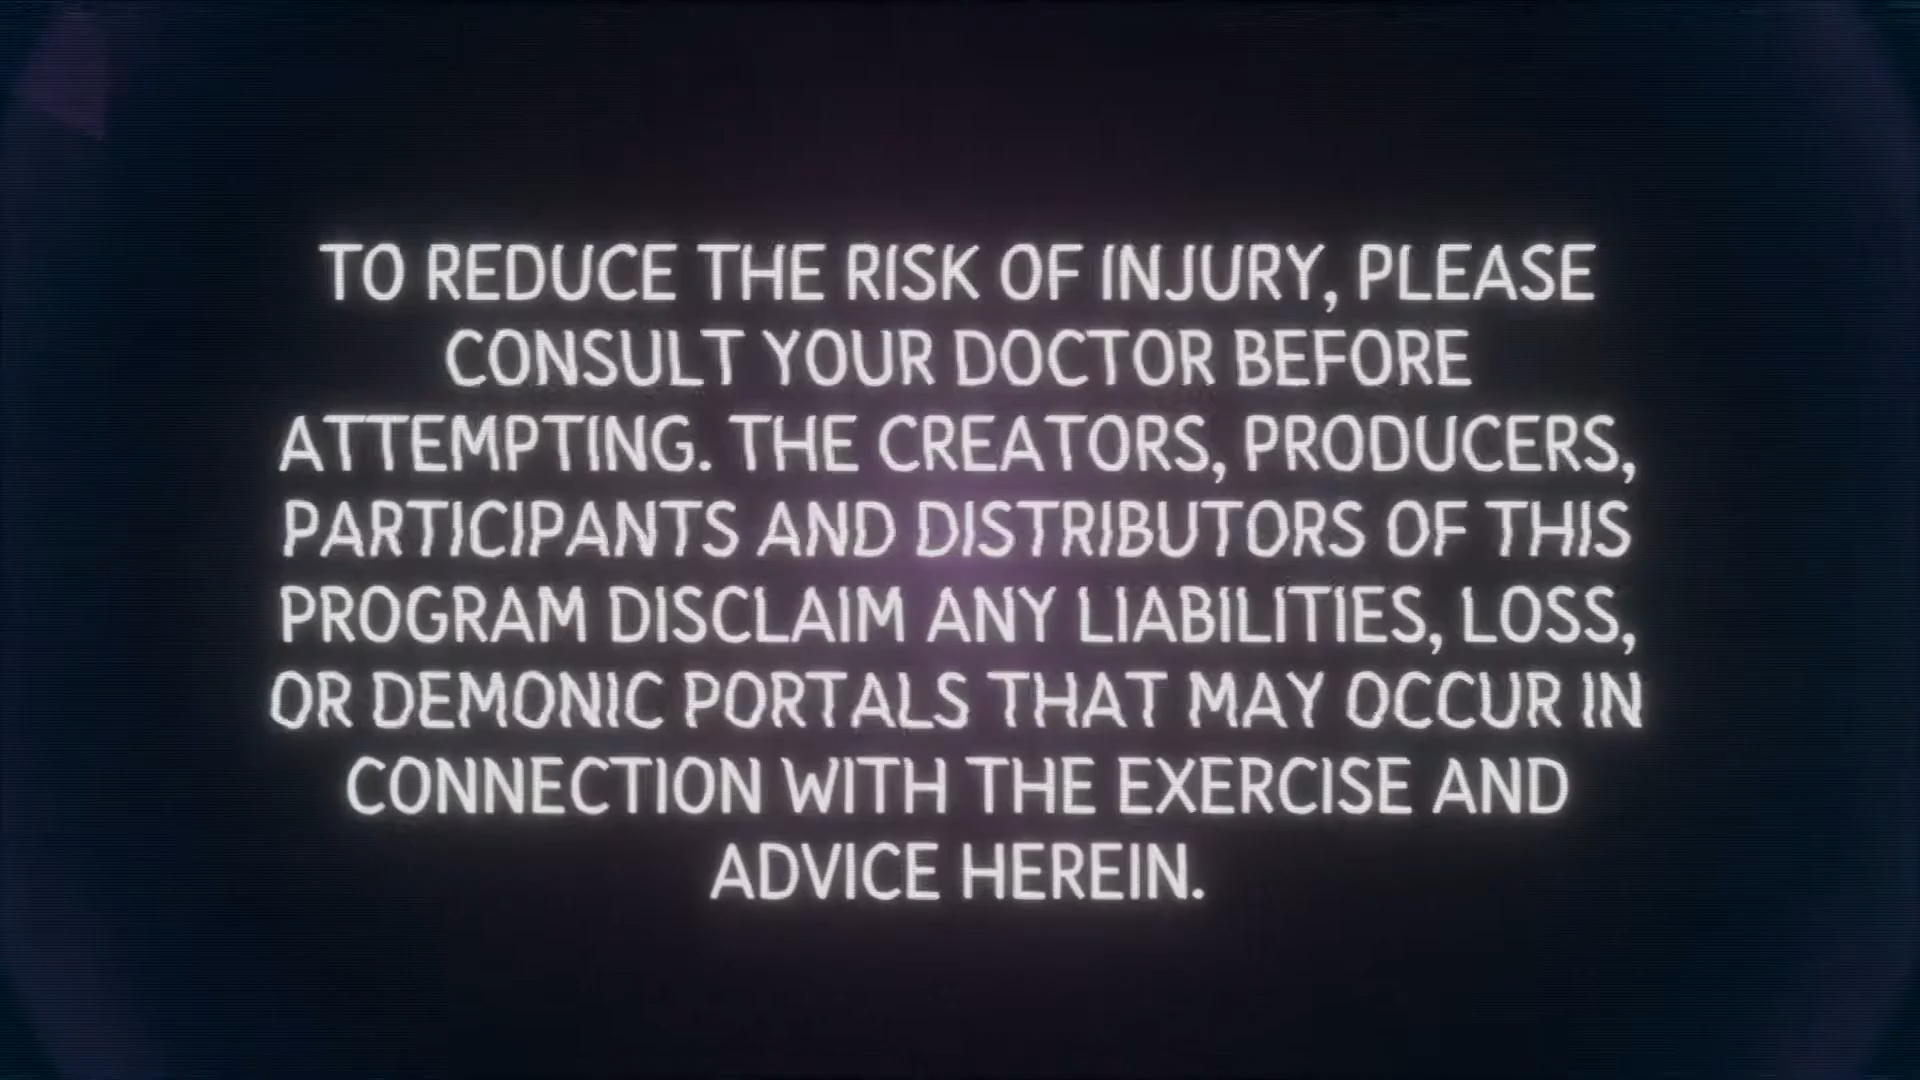 TO REDUCE THE RISK OF INJURY, PLEASE
CONSULT YOUR DOCTOR BEFORE
ATTEMPTING. THE CREATORS, PRODUCERS,
PARTICIPANTS AND DISTRIBUTORS OF THIS
PROGRAM DISCLAIM ANY LIABILITIES, LOSS,
OR DEMONIC PORTALS THAT MAY OCCUR IN
CONNECTION WITH THE EXERCISE AND
ADVICE HEREIN.